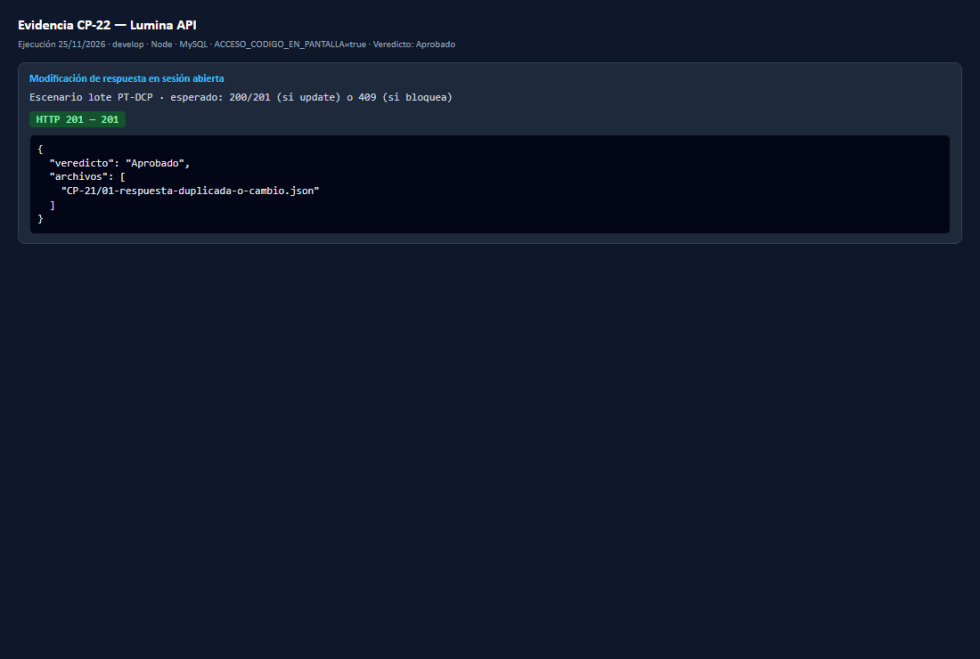 Evidencia CP-22 — Lumina API
Ejecución 25/11/2026 · develop · Node · MySQL · ACCESO_CODIGO_EN_PANTALLA=true · Veredicto: Aprobado
Modificación de respuesta en sesión abierta
Escenario lote PT-DCP · esperado: 200/201 (si update) o 409 (si bloquea)
HTTP 201 — 201
{
  "veredicto": "Aprobado",
  "archivos": [
    "CP-21/01-respuesta-duplicada-o-cambio.json"
  ]
}